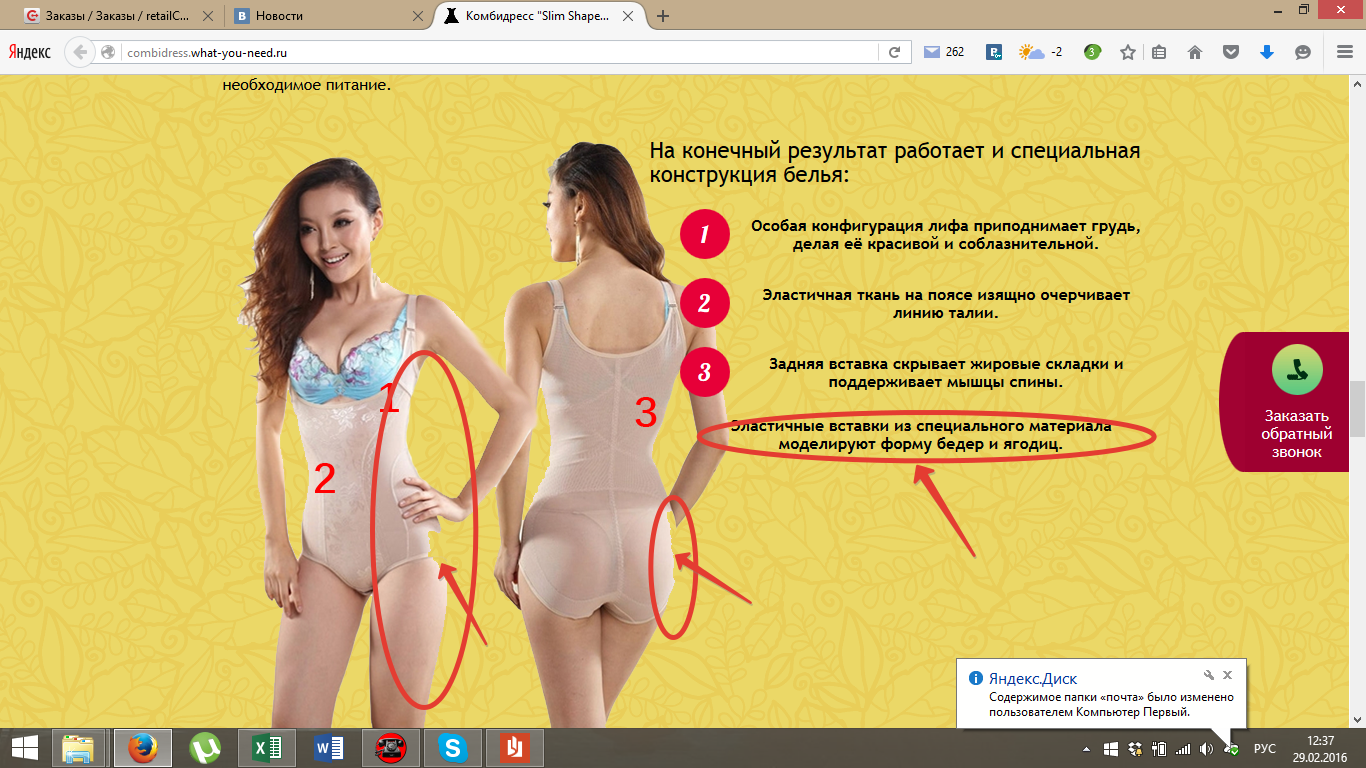 Заказы / Заказы / retailC...
Новости
Комбидресс "Slim Shape...
Яндекс
combidress.what-you-need.ru
262
-2
3
необходимое питание.
На конечный результат работает и специальная
конструкция белья:
1
Особая конфигурация лифа приподнимает грудь,
делая её красивой и соблазнительной.
2
Эластичная ткань на поясе изящно очерчивает
линию талии.
3
Задняя вставка скрывает жировые складки и
поддерживает мышцы спины.
Эластичные вставки из специального материала
моделируют форму бедер и ягодиц.
1
2
3
Заказать
обратный
звонок
Яндекс.Диск
Содержимое папки «почта» было изменено
пользователем Компьютер Первый.
РУС
12:37
29.02.2016